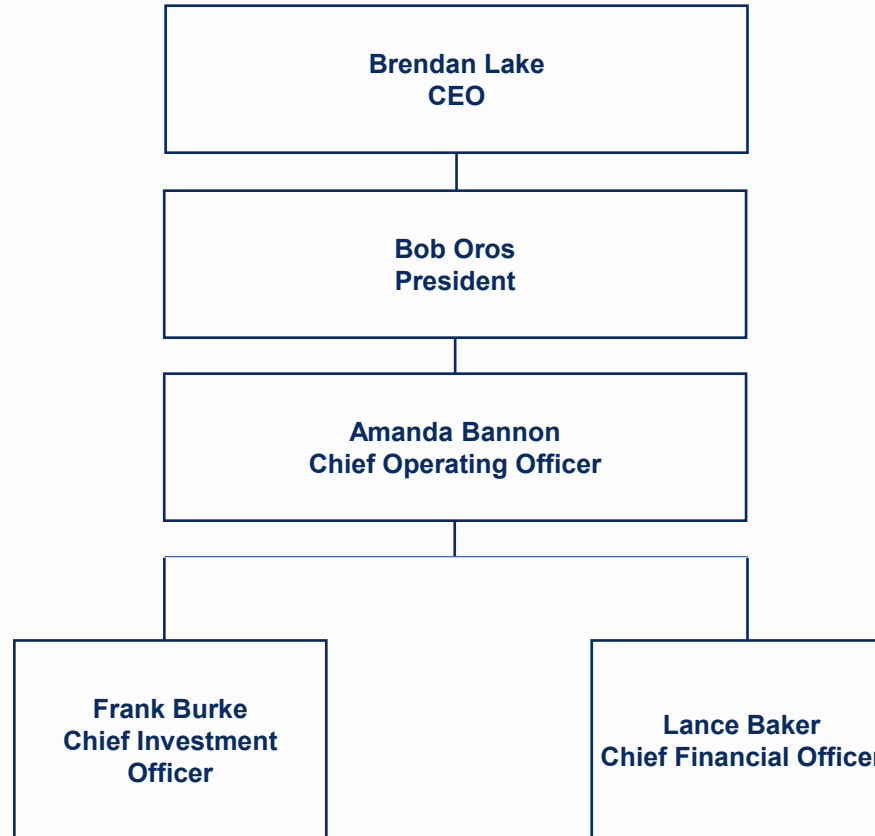 Brendan Lake
CEO
Bob Oros
President
Amanda Bannon
Chief Operating Officer
Frank Burke
Chief Investment
Officer
Lance Baker
Chief Financial Officer